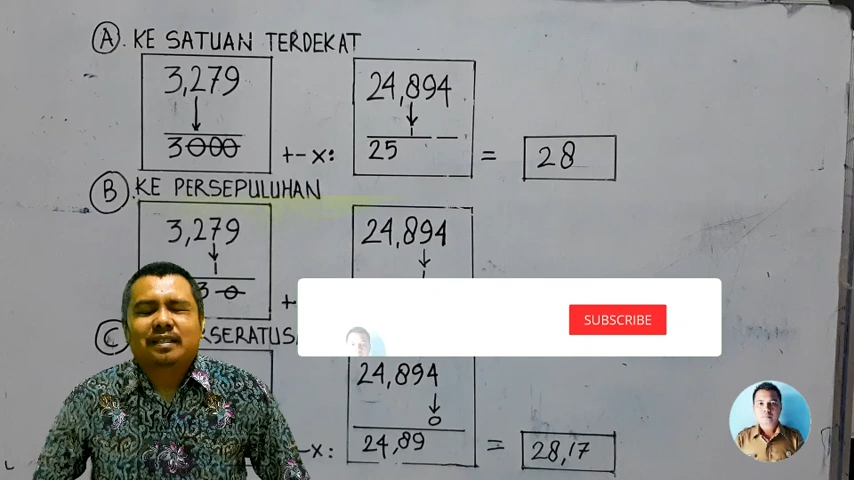 A. KE SATUAN TERDEKAT
3,279
24,894
3000
+ - x :
25
=
28
B. KE PERSEPULUHAN
3,279
24,894
3 0
+
SUBSCRIBE
C
24,894
0
24,89
x :
=
28,17